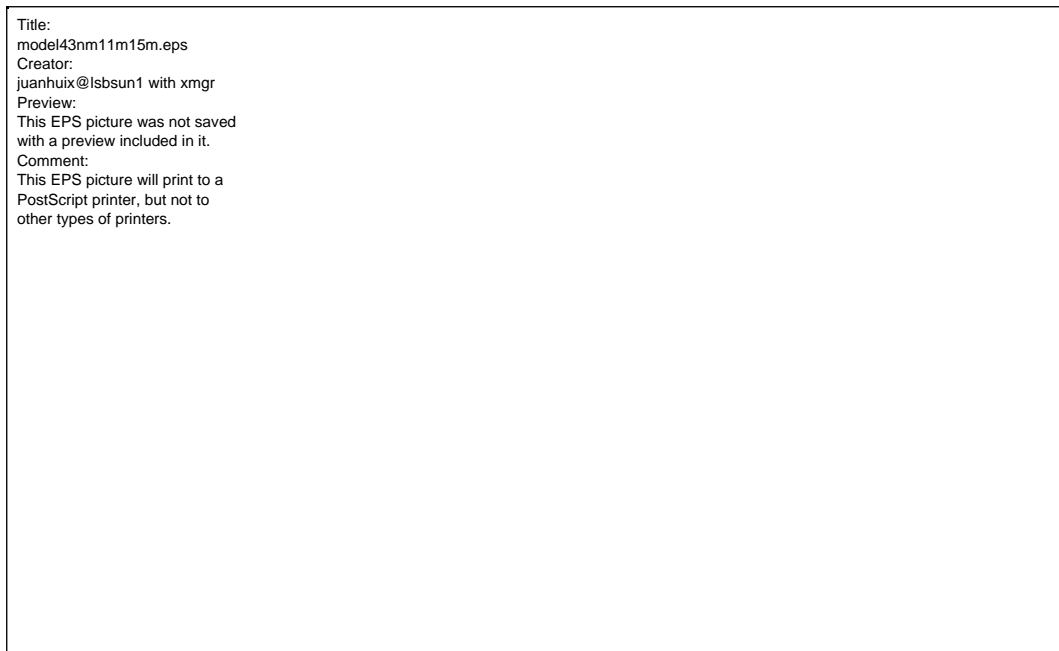 Title:
model43nm11m15m.eps
Creator:
juanhuix@lsbsun1 with xmgr
Preview:
This EPS picture was not saved
with a preview included in it.
Comment:
This EPS picture will print to a
PostScript printer, but not to
other types of printers.